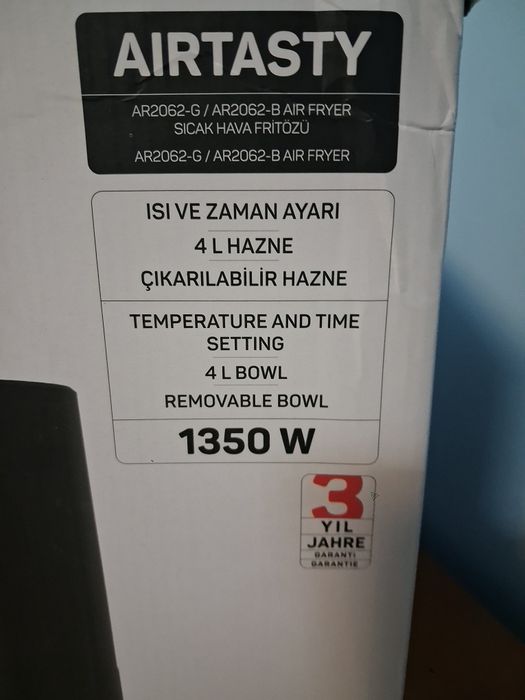 AIRTASTY
AR2062-G / AR2062-B AIR FRYER
SICAK HAVA FRİTÖZÜ
AR2062-G / AR2062-B AIR FRYER
ISI VE ZAMAN AYARI
4 L HAZNE
ÇIKARILABİLİR HAZNE
TEMPERATURE AND TIME
SETTING
4 L BOWL
REMOVABLE BOWL
1350 W
3
YIL
JAHRE
GARANTİ
GARANTIE